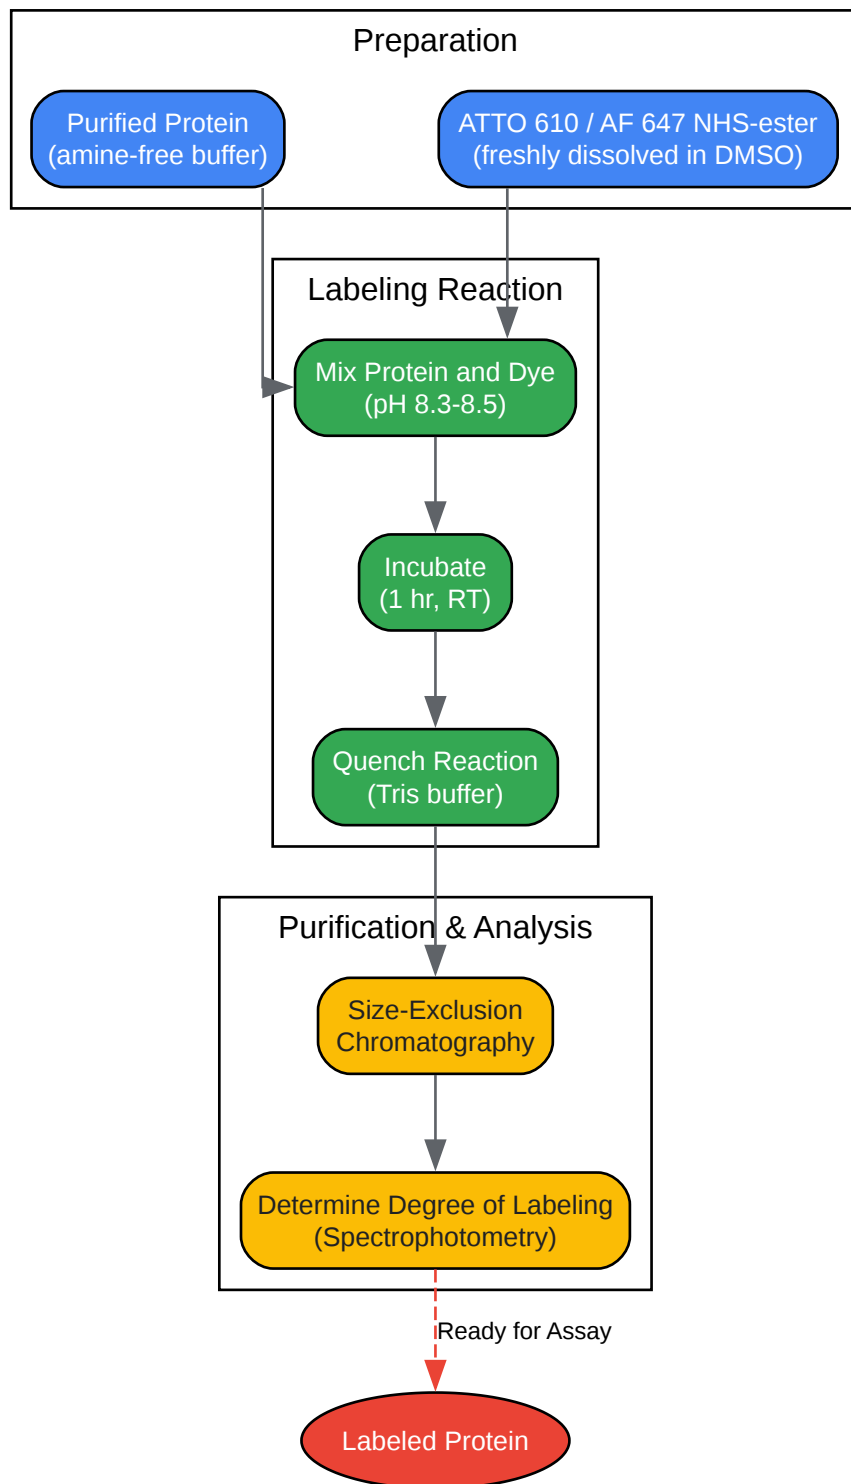 Preparation
Purified Protein
(amine-free buffer)
ATTO 610 / AF 647 NHS-ester
(freshly dissolved in DMSO)
Labeling Reaction
Mix Protein and Dye
(pH 8.3-8.5)
Incubate
(1 hr, RT)
Quench Reaction
(Tris buffer)
Purification & Analysis
Size-Exclusion
Chromatography
Determine Degree of Labeling
(Spectrophotometry)
Ready for Assay
Labeled Protein